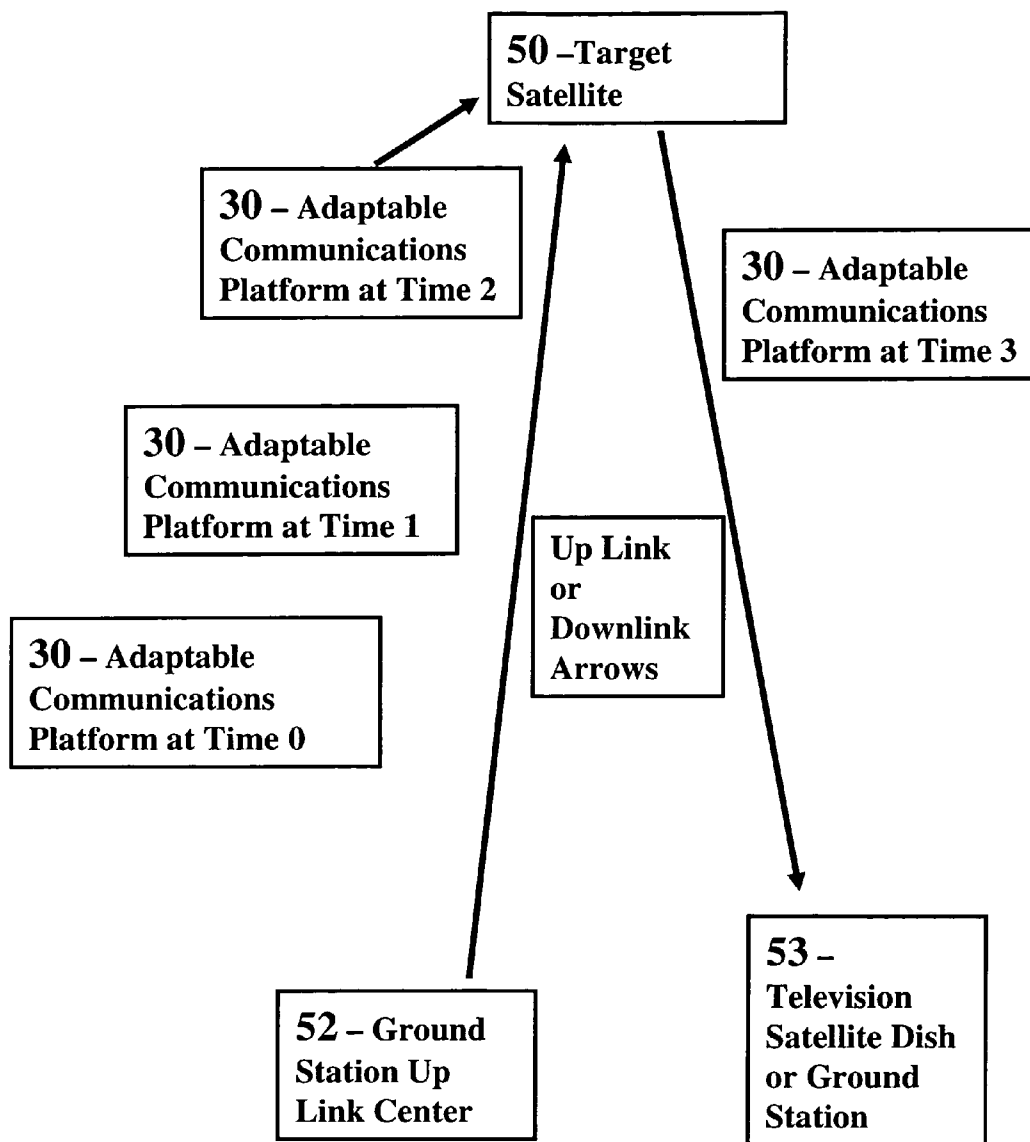 50 –Target
Satellite
30 – Adaptable
Communications
Platform at Time 2
30 – Adaptable
Communications
Platform at Time 3
30 – Adaptable
Communications
Platform at Time 1
Up Link
or
Downlink
Arrows
30 – Adaptable
Communications
Platform at Time 0
52 – Ground
Station Up
Link Center
53 –
Television
Satellite Dish
or Ground
Station